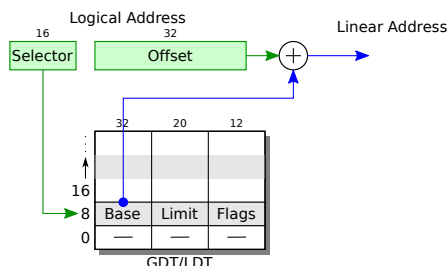 Logical Address
Linear Address
16
32
Selector
Offset
+
32
20
12
16
8
Base
Limit
Flags
0
—
—
—
GDT/LDT